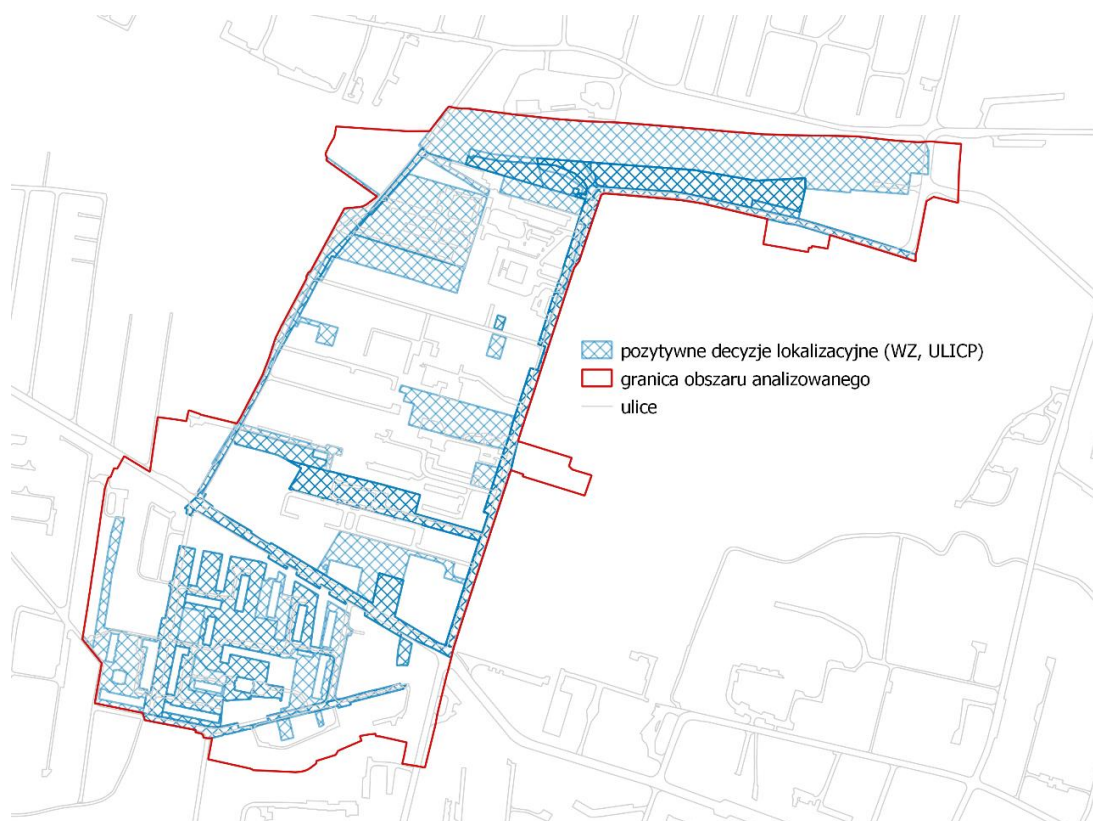 pozytywne decyzje lokalizacyjne (WZ, ULICP)
granica obszaru analizowanego
ulice